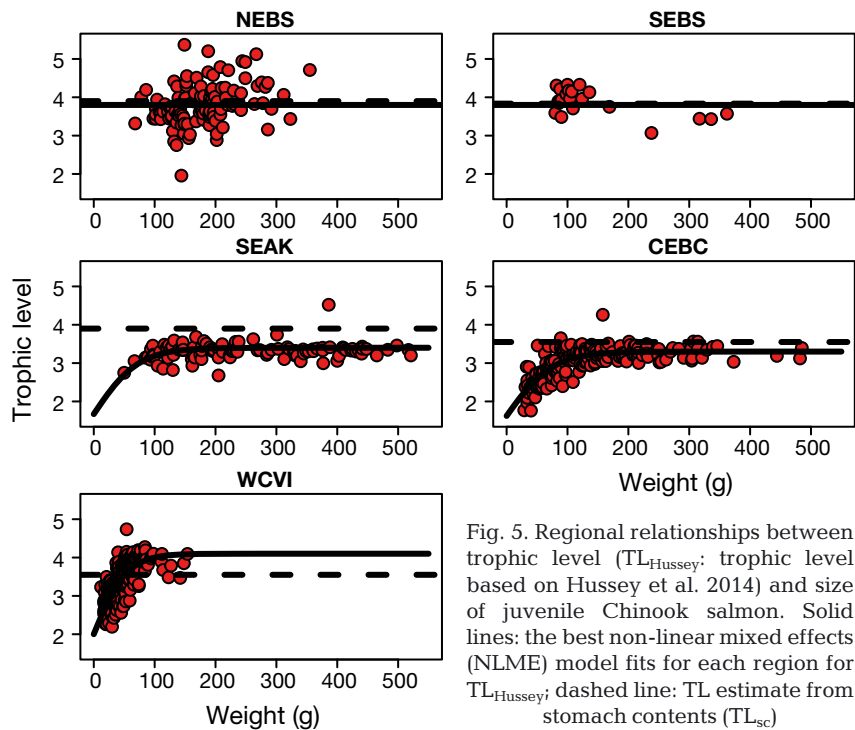 NEBS
SEBS
5
4
3
2
0 100 200 300 400 500
5
4
3
2
0 100 200 300 400 500
SEAK
CEBC
5
4
3
2
0 100 200 300 400 500
5
4
3
2
0 100 200 300 400 500
Trophic level
Weight (g)
WCVI
5
4
3
2
0 100 200 300 400 500
Weight (g)
Fig. 5. Regional relationships between
trophic level (TLHussey: trophic level
based on Hussey et al. 2014) and size
of juvenile Chinook salmon. Solid
lines: the best non-linear mixed effects
(NLME) model fits for each region for
TLHussey; dashed line: TL estimate from
stomach contents (TLsc)